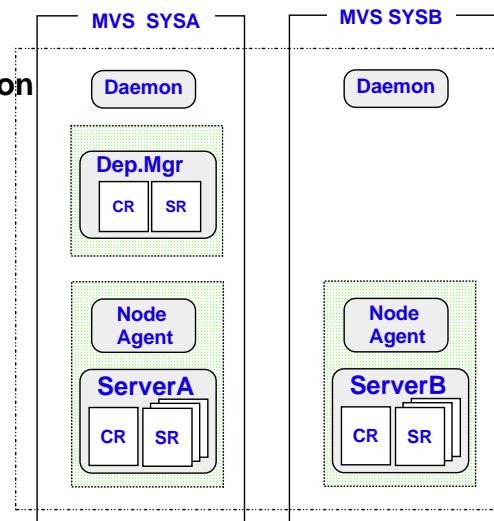 MVS SYSA
MVS SYSB
on
Daemon
Daemon
Dep.Mgr
CR
SR
Node
Agent
Node
Agent
ServerA
ServerB
CR
SR
CR
SR